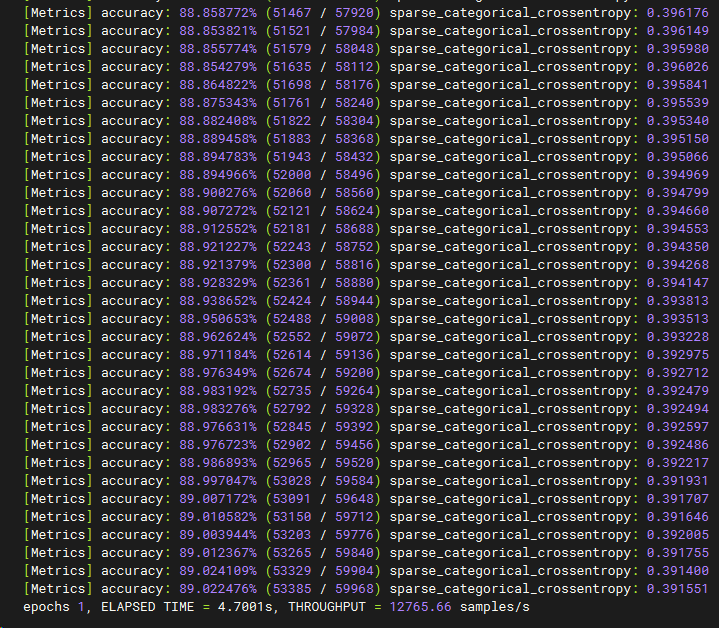 [Metrics] accuracy: 88.858772% (51467 / 57920) sparse_categorical_crossentropy: 0.396176
[Metrics] accuracy: 88.853821% (51521 / 57984) sparse_categorical_crossentropy: 0.396149
[Metrics] accuracy: 88.855774% (51579 / 58048) sparse_categorical_crossentropy: 0.395980
[Metrics] accuracy: 88.854279% (51635 / 58112) sparse_categorical_crossentropy: 0.396026
[Metrics] accuracy: 88.864822% (51698 / 58176) sparse_categorical_crossentropy: 0.395841
[Metrics] accuracy: 88.875343% (51761 / 58240) sparse_categorical_crossentropy: 0.395539
[Metrics] accuracy: 88.882408% (51822 / 58304) sparse_categorical_crossentropy: 0.395340
[Metrics] accuracy: 88.889458% (51883 / 58368) sparse_categorical_crossentropy: 0.395150
[Metrics] accuracy: 88.894783% (51943 / 58432) sparse_categorical_crossentropy: 0.395066
[Metrics] accuracy: 88.894966% (52000 / 58496) sparse_categorical_crossentropy: 0.394969
[Metrics] accuracy: 88.900276% (52060 / 58560) sparse_categorical_crossentropy: 0.394799
[Metrics] accuracy: 88.907272% (52121 / 58624) sparse_categorical_crossentropy: 0.394660
[Metrics] accuracy: 88.912552% (52181 / 58688) sparse_categorical_crossentropy: 0.394553
[Metrics] accuracy: 88.921227% (52243 / 58752) sparse_categorical_crossentropy: 0.394350
[Metrics] accuracy: 88.921379% (52300 / 58816) sparse_categorical_crossentropy: 0.394268
[Metrics] accuracy: 88.928329% (52361 / 58880) sparse_categorical_crossentropy: 0.394147
[Metrics] accuracy: 88.938652% (52424 / 58944) sparse_categorical_crossentropy: 0.393813
[Metrics] accuracy: 88.950653% (52488 / 59008) sparse_categorical_crossentropy: 0.393513
[Metrics] accuracy: 88.962624% (52552 / 59072) sparse_categorical_crossentropy: 0.393228
[Metrics] accuracy: 88.971184% (52614 / 59136) sparse_categorical_crossentropy: 0.392975
[Metrics] accuracy: 88.976349% (52674 / 59200) sparse_categorical_crossentropy: 0.392712
[Metrics] accuracy: 88.983192% (52735 / 59264) sparse_categorical_crossentropy: 0.392479
[Metrics] accuracy: 88.983276% (52792 / 59328) sparse_categorical_crossentropy: 0.392494
[Metrics] accuracy: 88.976631% (52845 / 59392) sparse_categorical_crossentropy: 0.392597
[Metrics] accuracy: 88.976723% (52902 / 59456) sparse_categorical_crossentropy: 0.392486
[Metrics] accuracy: 88.986893% (52965 / 59520) sparse_categorical_crossentropy: 0.392217
[Metrics] accuracy: 88.997047% (53028 / 59584) sparse_categorical_crossentropy: 0.391931
[Metrics] accuracy: 89.007172% (53091 / 59648) sparse_categorical_crossentropy: 0.391707
[Metrics] accuracy: 89.010582% (53150 / 59712) sparse_categorical_crossentropy: 0.391646
[Metrics] accuracy: 89.003944% (53203 / 59776) sparse_categorical_crossentropy: 0.392005
[Metrics] accuracy: 89.012367% (53265 / 59840) sparse_categorical_crossentropy: 0.391755
[Metrics] accuracy: 89.024109% (53329 / 59904) sparse_categorical_crossentropy: 0.391400
[Metrics] accuracy: 89.022476% (53385 / 59968) sparse_categorical_crossentropy: 0.391551
epochs 1, ELAPSED TIME = 4.7001s, THROUGHPUT = 12765.66 samples/s